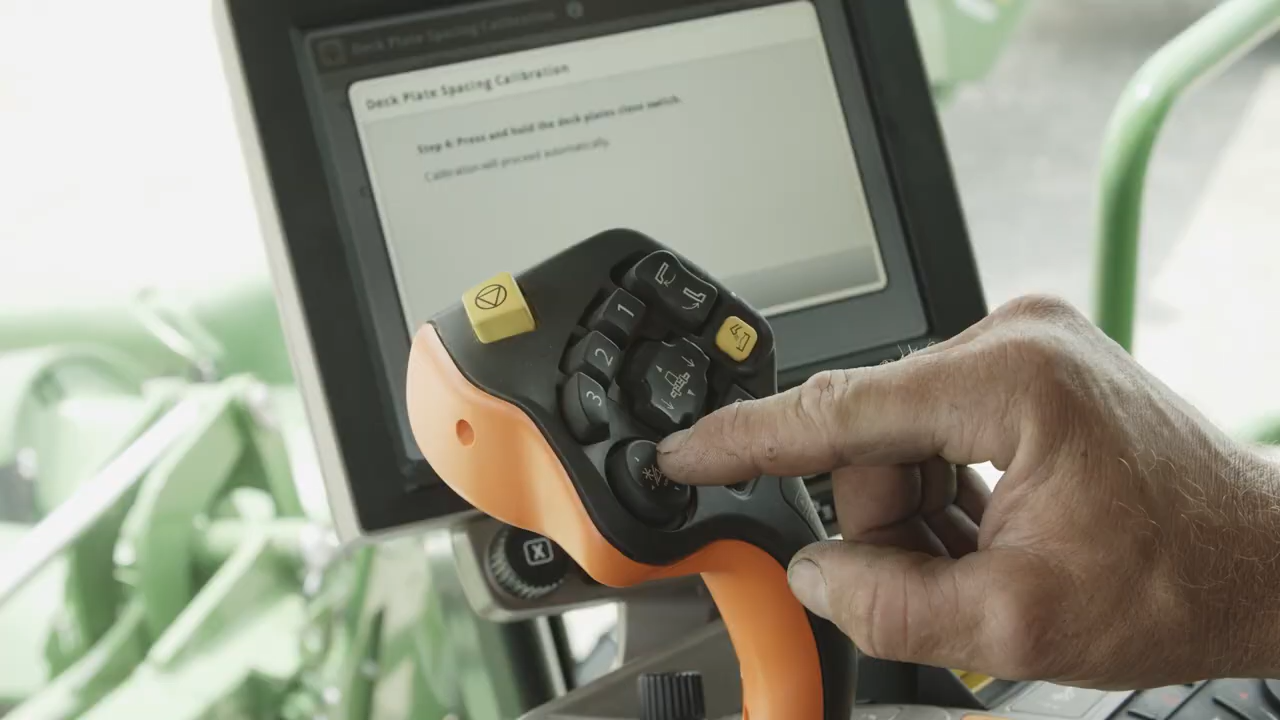 Deck Plate Spacing Calibration
Deck Plate Spacing Calibration
Step 6: Press and hold the deck plates close switch.
Calibration will proceed automatically.
1
2
3
X